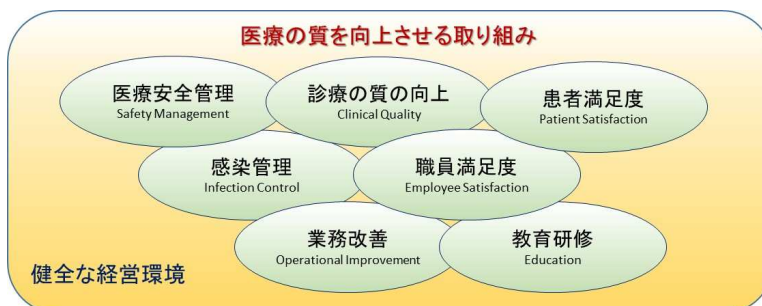 医療の質を向上させる取り組み
医療安全管理
Safety Management
診療の質の向上
Clinical Quality
患者満足度
Patient Satisfaction
感染管理
Infection Control
職員満足度
Employee Satisfaction
業務改善
Operational Improvement
教育研修
Education
健全な経営環境